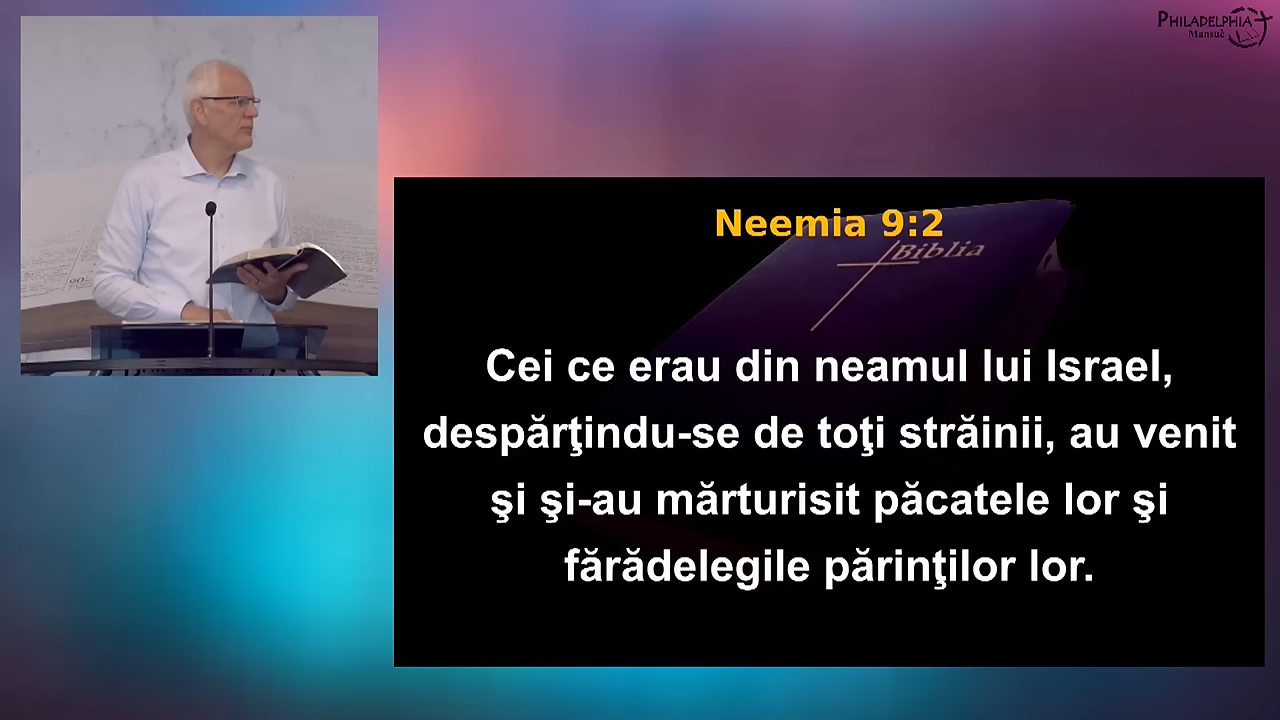 PHILADELPHIA
Mansuè
Neemia 9:2
Biblia
Cei ce erau din neamul lui Israel,
despărţindu-se de toţi străinii, au venit
şi şi-au mărturisit păcatele lor şi
fărădelegile părinţilor lor.